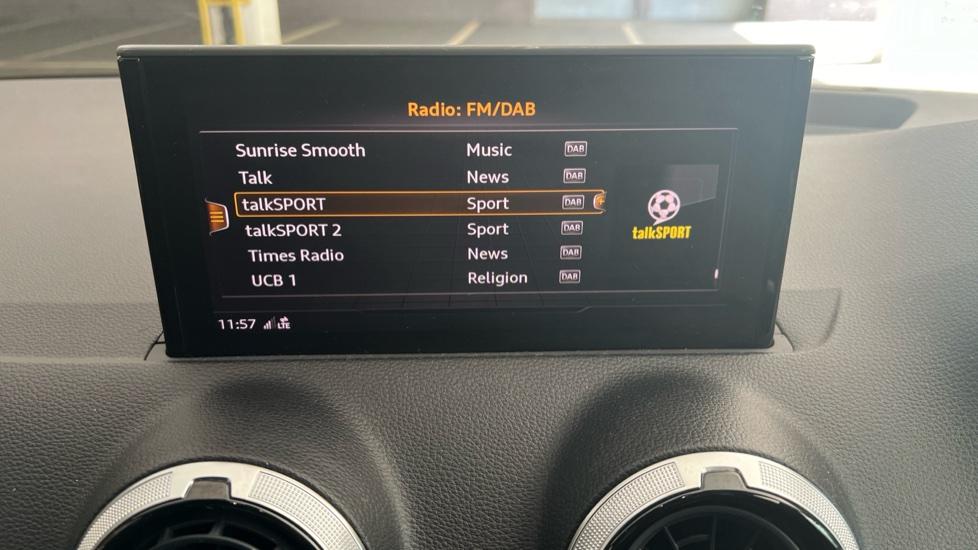 Radio: FM/DAB
Sunrise Smooth Music DAB
Talk News DAB
talkSPORT Sport DAB
talkSPORT 2 Sport DAB
Times Radio News DAB
UCB 1 Religion DAB
talkSPORT
11:57 LTE